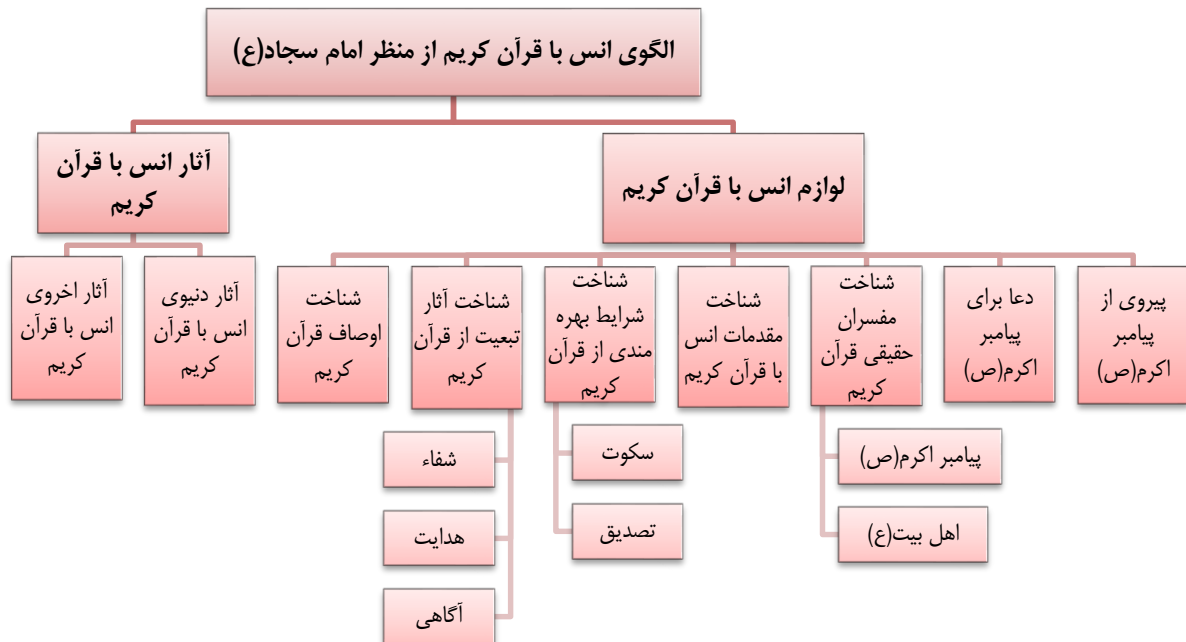 الگوی انس با قرآن کریم از منظر امام سجاد(ع)
لوازم انس با قرآن کریم
آثار انس با قرآن
کریم
پیروی از
پیامبر
اکرم(ص)
دعا برای
پیامبر
اکرم(ص)
شناخت
مفسران
حقیقی قرآن
کریم
پیامبر اکرم(ص)
اهل بیت(ع)
شناخت
مقدمات انس
با قرآن کریم
شناخت
شرایط بهره
مندی از قرآن
کریم
سکوت
تصدیق
شناخت آثار
تبعیت از قرآن
کریم
شفاء
هدایت
آگاهی
شناخت
اوصاف قرآن
کریم
آثار دنیوی
انس با قرآن
کریم
آثار اخروی
انس با قرآن
کریم